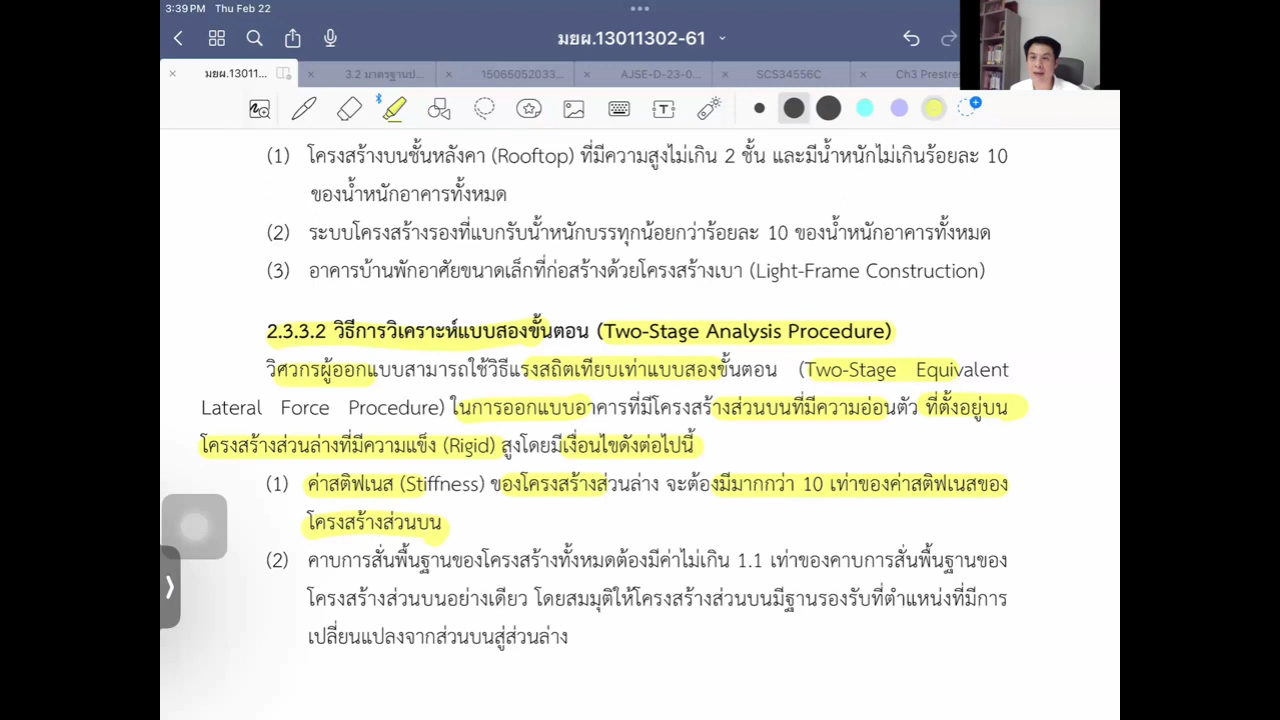 3:39 PM Thu Feb 22
มยผ.13011302-61
มยผ.13011...
3.2 มาตรฐานป...
15065052033...
AJSE-D-23-0...
SCS34556C
Ch3 Prestres
(1) โครงสร้างบนชั้นหลังคา (Rooftop) ที่มีความสูงไม่เกิน 2 ชั้น และมีน้ำหนักไม่เกินร้อยละ 10
ของน้ำหนักอาคารทั้งหมด
(2) ระบบโครงสร้างรองที่แบกรับน้ำหนักบรรทุกน้อยกว่าร้อยละ 10 ของน้ำหนักอาคารทั้งหมด
(3) อาคารบ้านพักอาศัยขนาดเล็กที่ก่อสร้างด้วยโครงสร้างเบา (Light-Frame Construction)
2.3.3.2 วิธีการวิเคราะห์แบบสองขั้นตอน (Two-Stage Analysis Procedure)
วิศวกรผู้ออกแบบสามารถใช้วิธีแรงสถิตเทียบเท่าแบบสองขั้นตอน (Two-Stage Equivalent
Lateral Force Procedure) ในการออกแบบอาคารที่มีโครงสร้างส่วนบนที่มีความอ่อนตัว ที่ตั้งอยู่บน
โครงสร้างส่วนล่างที่มีความแข็ง (Rigid) สูงโดยมีเงื่อนไขดังต่อไปนี้
(1) ค่าสติฟเนส (Stiffness) ของโครงสร้างส่วนล่าง จะต้องมีมากกว่า 10 เท่าของค่าสติฟเนสของ
โครงสร้างส่วนบน
(2) คาบการสั่นพื้นฐานของโครงสร้างทั้งหมดต้องมีค่าไม่เกิน 1.1 เท่าของคาบการสั่นพื้นฐานของ
โครงสร้างส่วนบนอย่างเดียว โดยสมมุติให้โครงสร้างส่วนบนมีฐานรองรับที่ตำแหน่งที่มีการ
เปลี่ยนแปลงจากส่วนบนสู่ส่วนล่าง